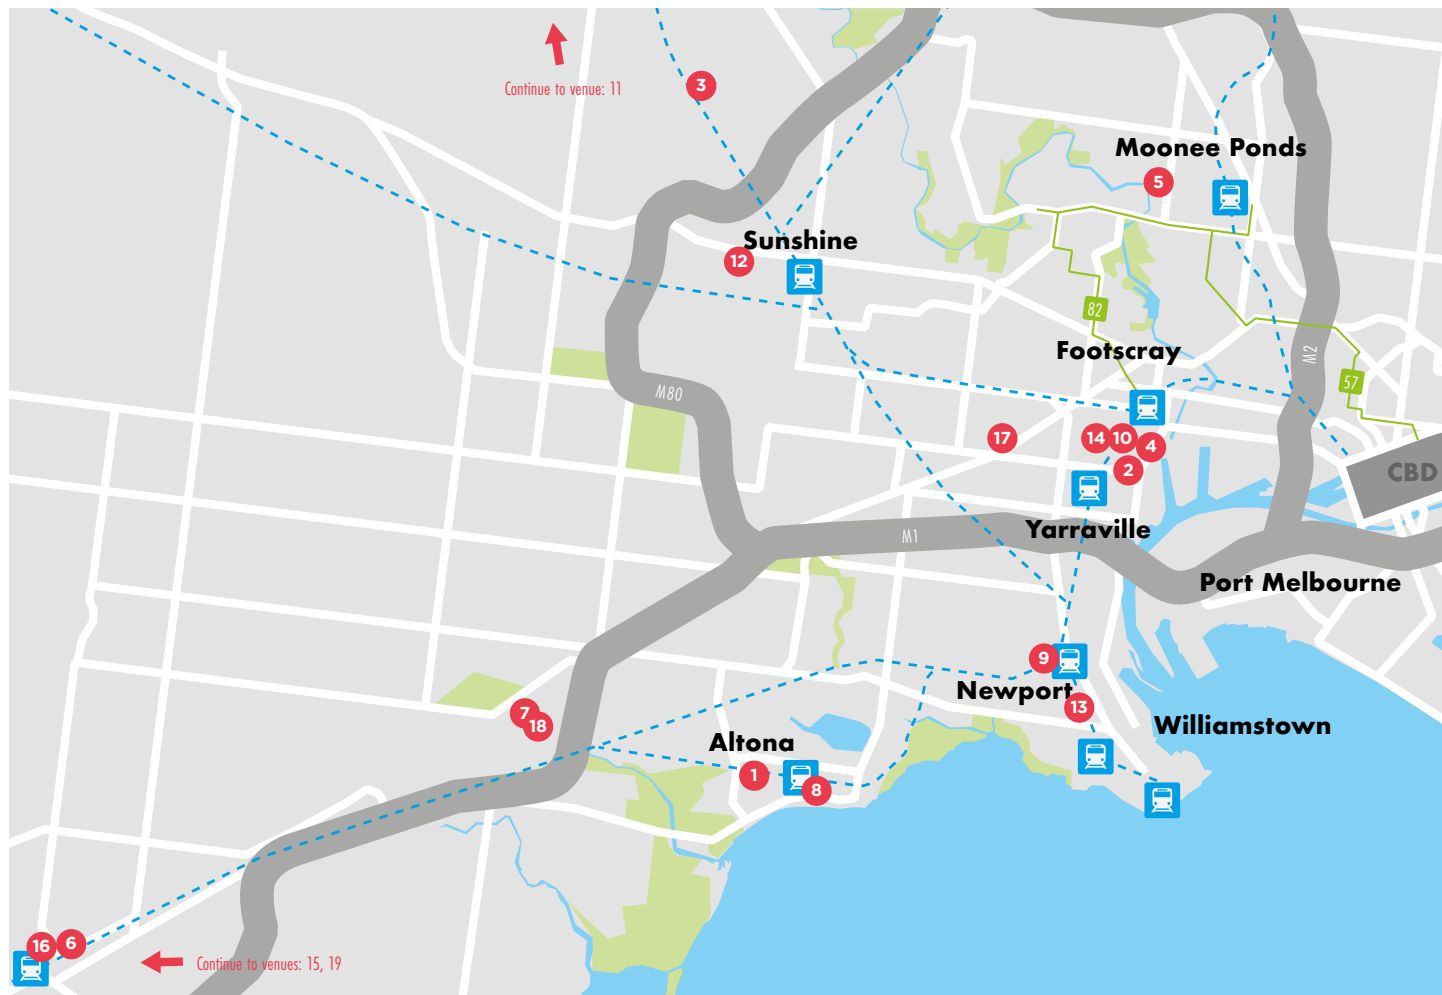 Continue to venue: 11
3
Moonee Ponds
5
Sunshine
12
82
Footscray
M2
57
M80
17
14
10
4
2
CBD
M1
Yarraville
Port Melbourne
9
Newport
13
7
18
Williamstown
Altona
1
8
16
6
Continue to venues: 15, 19